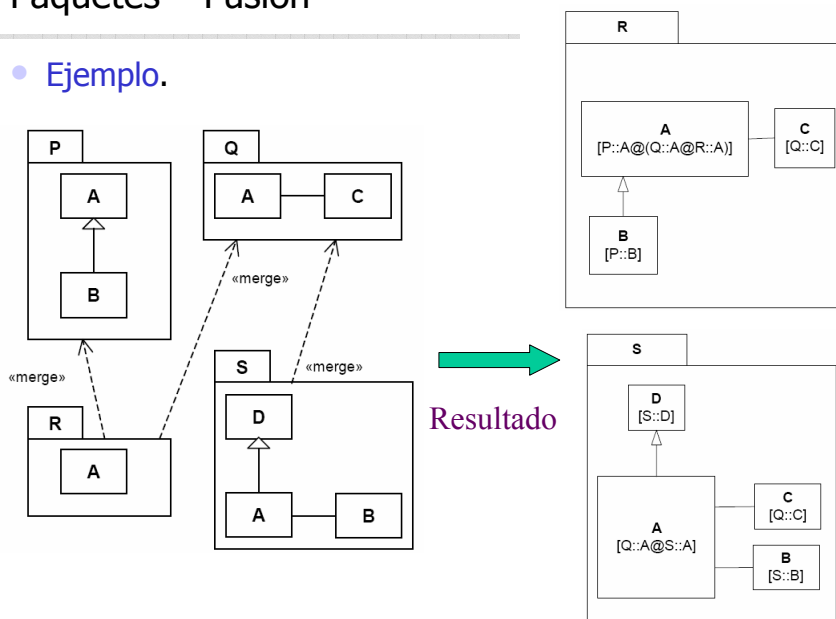 Paquetes – Fusión
Ejemplo.
P
A
B
Q
A
C
«merge»
«merge»
«merge»
R
A
S
D
A
B
Resultado
R
A
[P::A@(Q::A@R::A)]
C
[Q::C]
B
[P::B]
S
D
[S::D]
A
[Q::A@S::A]
C
[Q::C]
B
[S::B]